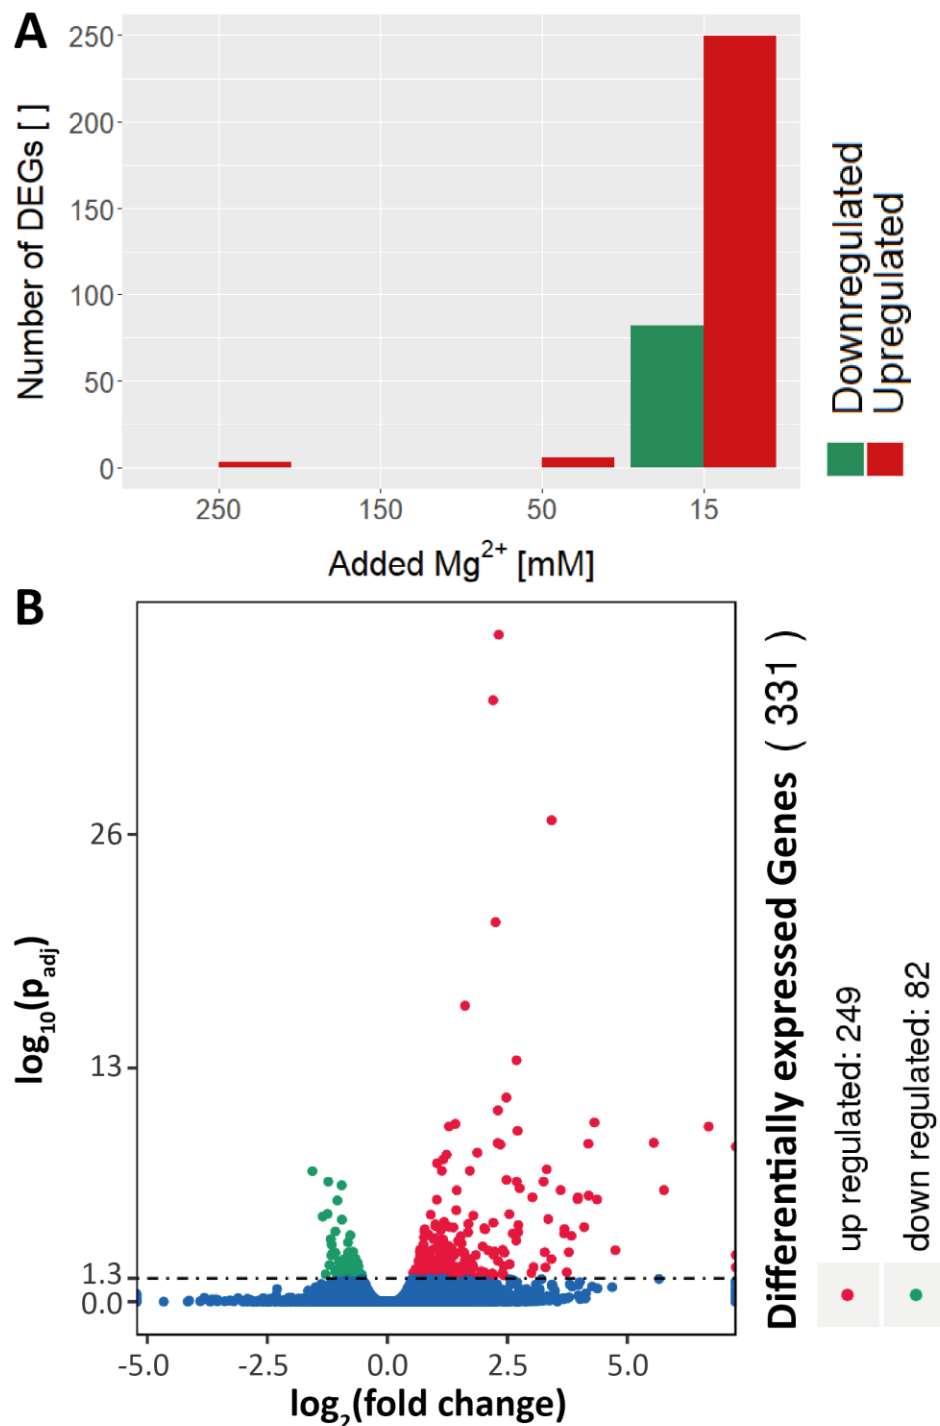 A
Number of DEGs [ ]
250
200
150
100
50
0
250
150
50
15
Added Mg²⁺ [mM]
Downregulated
Upregulated
B
log₁₀(pₐdⱼ)
26
13
1.3
0.0
-5.0
-2.5
0.0
2.5
5.0
log₂(fold change)
Differentially expressed Genes ( 331 )
up regulated: 249
down regulated: 82